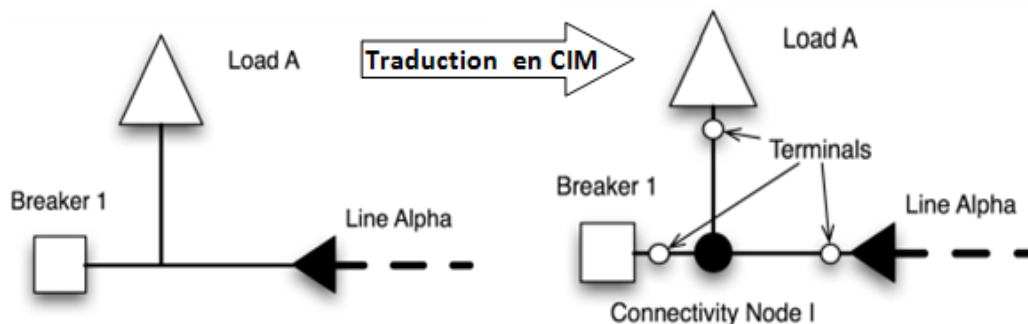 Load A
Breaker 1
Line Alpha
Traduction en CIM
Load A
Terminals
Breaker 1
Line Alpha
Connectivity Node I